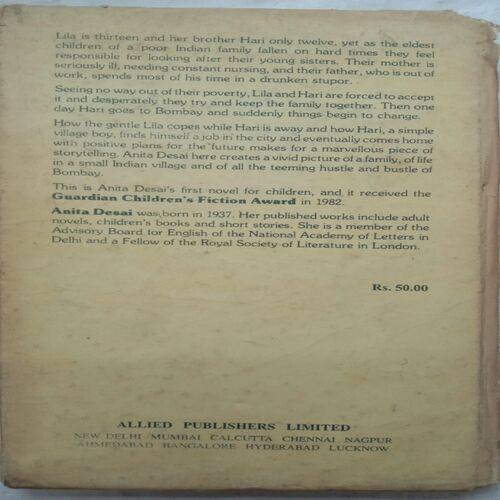 Lila is thirteen and her brother Hari only twelve, yet as the eldest
children of a poor Indian family fallen on hard times they feel
responsible for looking after their young sisters. Their mother is
seriously ill, needing constant nursing, and their father, who is out of
work, spends most of his time in a drunken stupor.
Seeing no way out of their poverty, Lila and Hari are forced to accept
it and desperately they try and keep the family together. Then one
day Hari goes to Bombay and suddenly things begin to change.
How the gentle Lila copes while Hari is away and how Hari, a simple
village boy, finds himself a job in the city and eventually comes home
with positive plans for the future makes for a marvellous piece of
storytelling. Anita Desai here creates a vivid picture of a family, of life
in a small Indian village and of all the teeming hustle and bustle of
Bombay.
This is Anita Desai's first novel for children, and it received the
Guardian Children's Fiction Award in 1982.
Anita Desai was born in 1937. Her published works include adult
novels, children's books and short stories. She is a member of the
Advisory Board for English of the National Academy of Letters in
Delhi and a Fellow of the Royal Society of Literature in London.
Rs. 50.00
ALLIED PUBLISHERS LIMITED
NEW DELHI MUMBAI CALCUTTA CHENNAI NAGPUR
AHMEDABAD BANGALORE HYDERABAD LUCKNOW